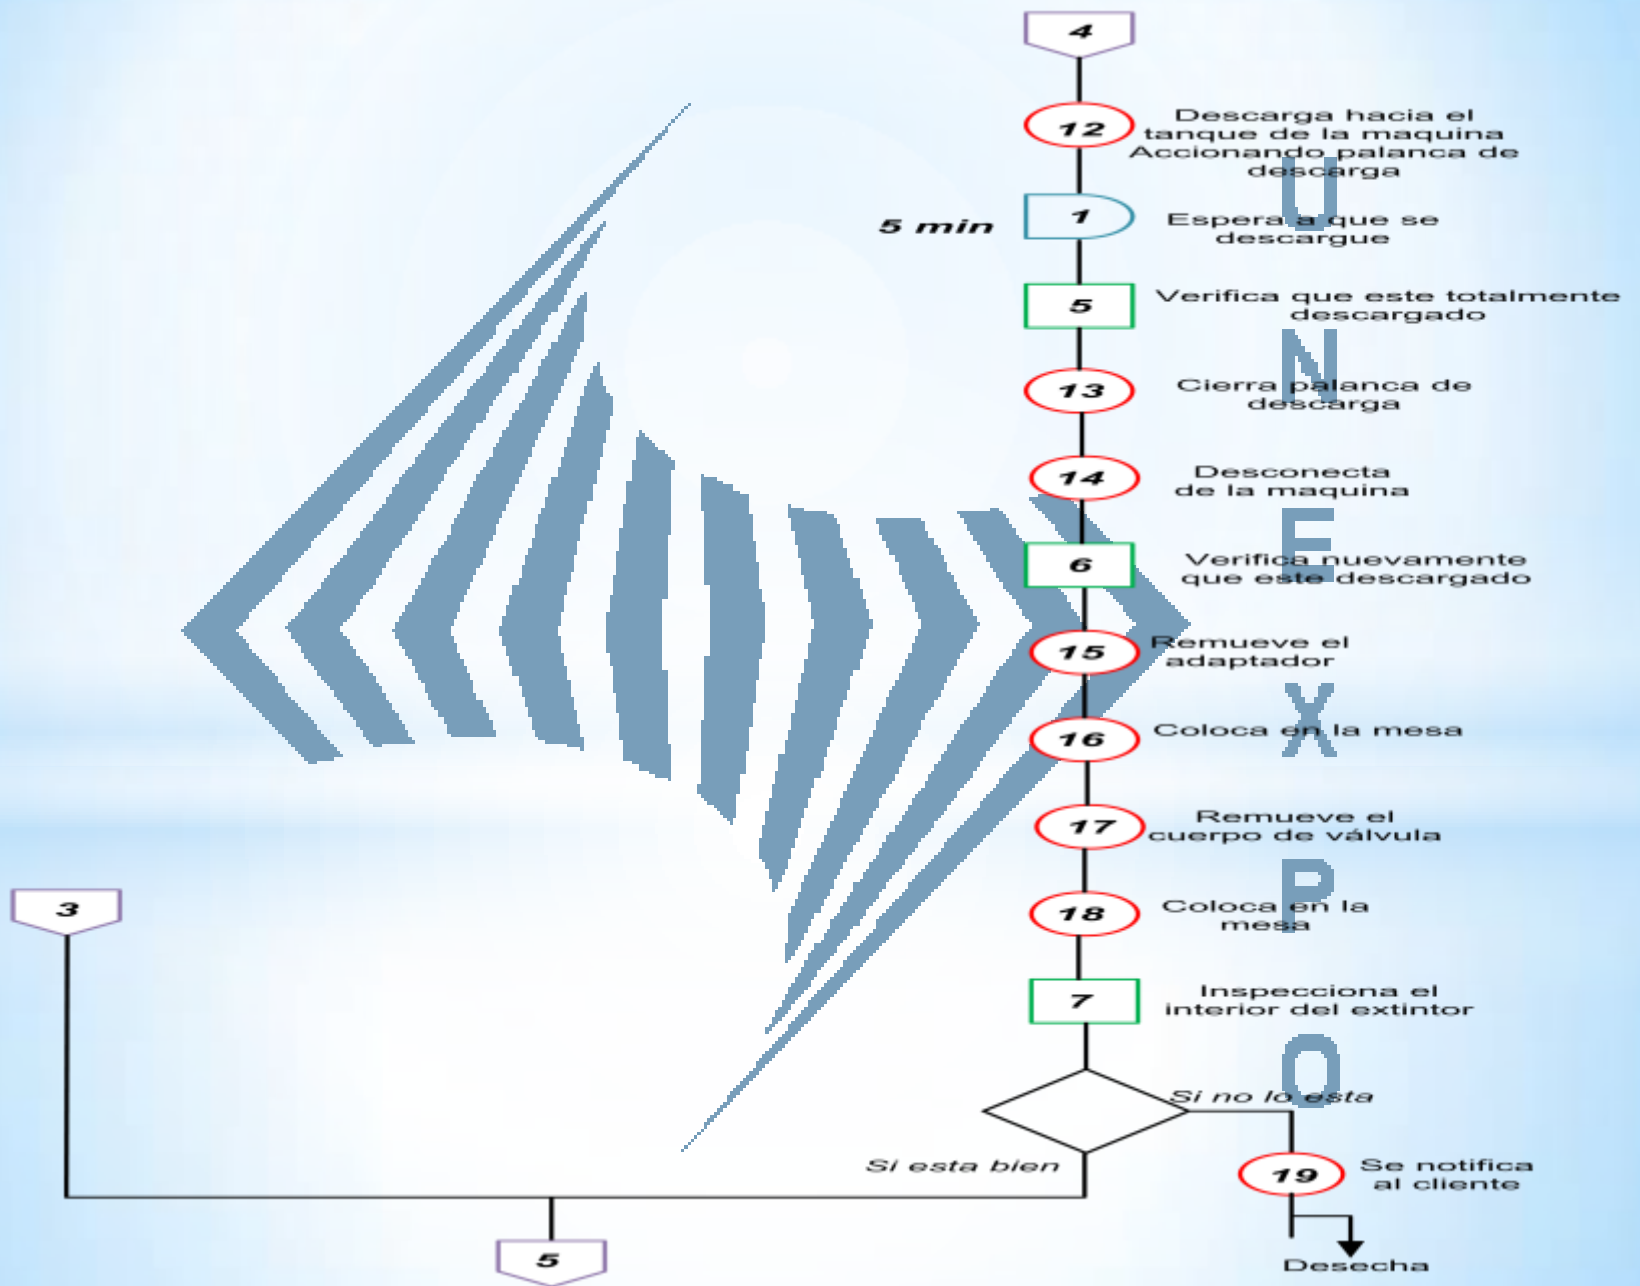 4
12
Descarga hacia el
tanque de la maquina
Accionando palanca de
descarga
5 min
1
Espera a que se
descargue
5
Verifica que este totalmente
descargado
13
Cierra palanca de
descarga
14
Desconecta
de la maquina
6
Verifica nuevamente
que este descargado
15
Remueve el
adaptador
16
Coloca en la mesa
17
Remueve el
cuerpo de válvula
18
Coloca en la
mesa
7
Inspecciona el
interior del extintor
Si no lo esta
Si esta bien
19
Se notifica
al cliente
Desecha
3
5
U
N
E
X
P
O